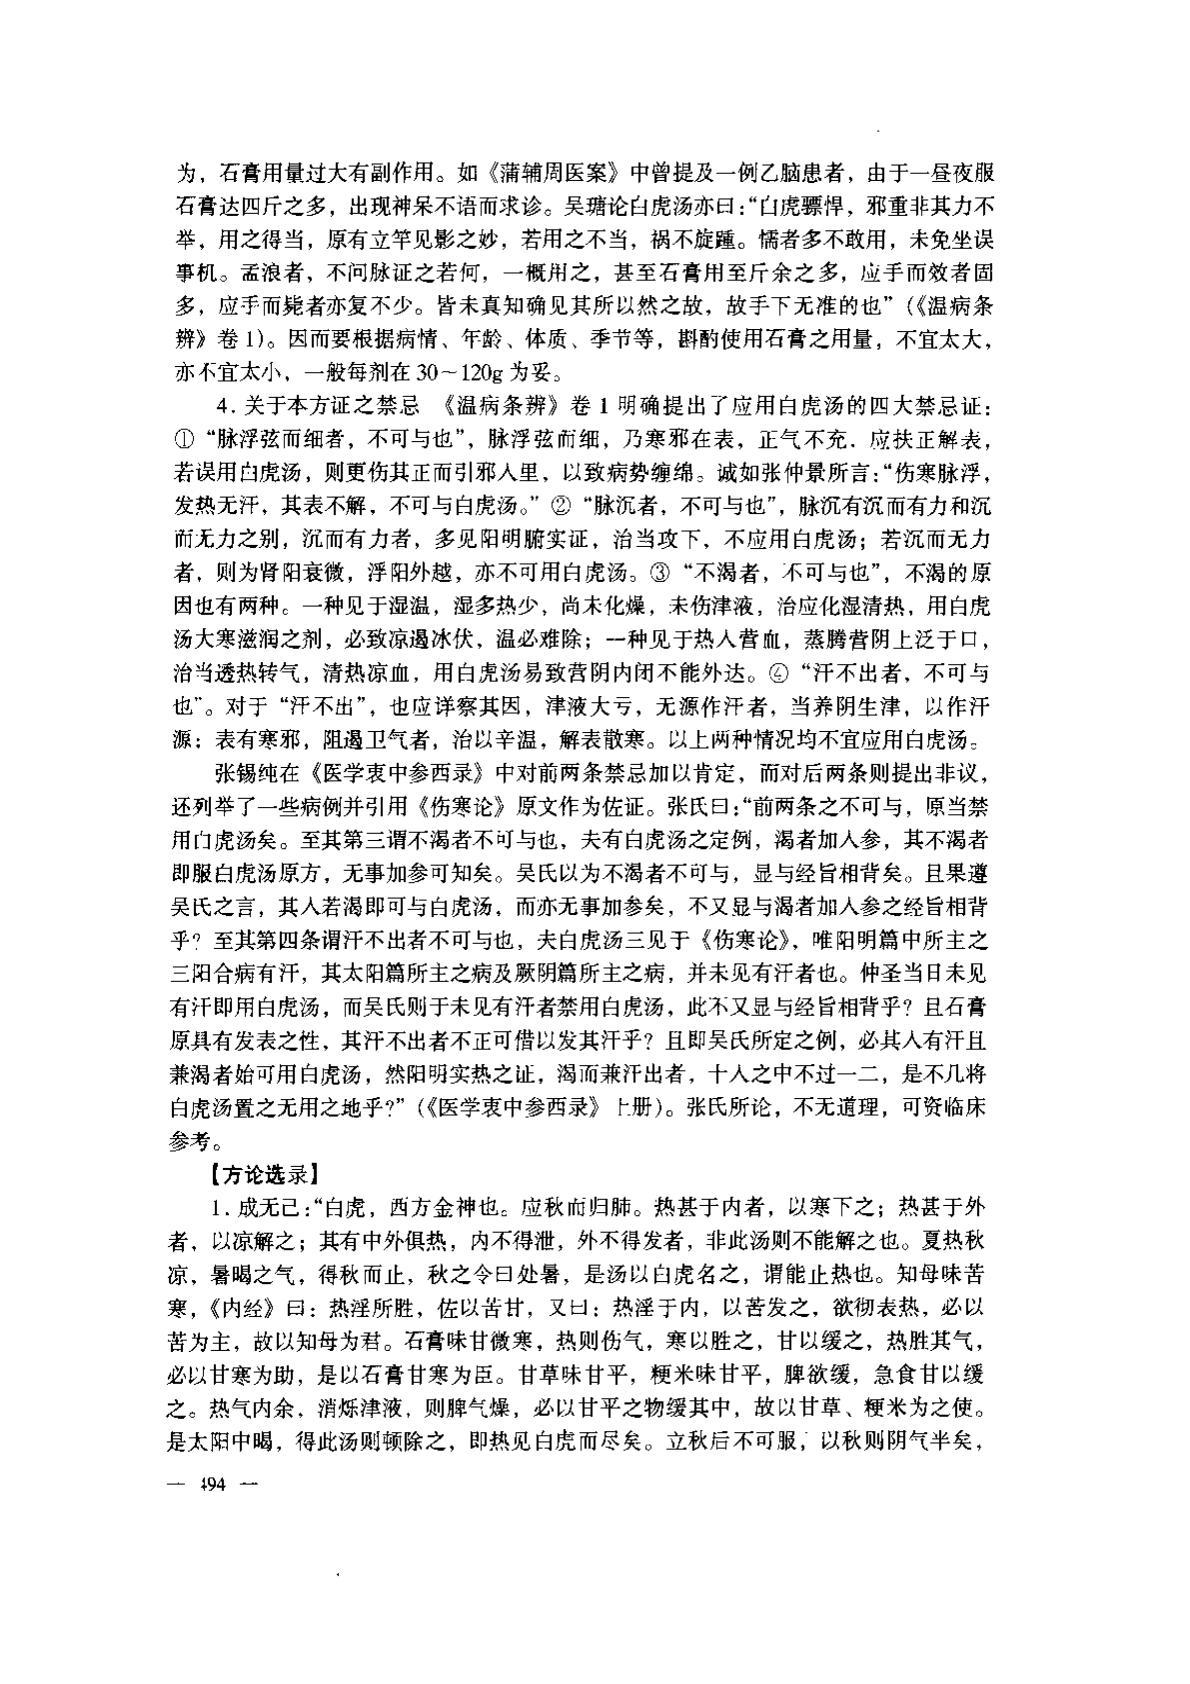 为，石膏用量过大有副作用。如《蒲辅周医案》中曾提及一例乙脑患者，由于一昼夜服
石膏达四斤之多，出现神呆不语而求诊。吴瑭论白虎汤亦曰：“白虎骠悍，邪重非其力不
举，用之得当，原有立竿见影之妙，若用之不当，祸不旋踵。懦者多不敢用，未免坐误
事机。孟浪者，不问脉证之若何，一概用之，甚至石膏用至斤余之多，应手而效者固
多，应手而毙者亦复不少。皆未真知确见其所以然之故，故手下无准的也”（《温病条
辨》卷 1)。因而要根据病情、年龄、体质、季节等，斟酌使用石膏之用量，不宜太大，
亦不宜太小，一般每剂在 30～120g 为妥。
4. 关于本方证之禁忌 《温病条辨》卷 1 明确提出了应用白虎汤的四大禁忌证：
①“脉浮弦而细者，不可与也”，脉浮弦而细，乃寒邪在表，正气不充．应扶正解表，
若误用白虎汤，则更伤其正而引邪入里，以致病势缠绵。诚如张仲景所言：“伤寒脉浮，
发热无汗，其表不解，不可与白虎汤。”②“脉沉者，不可与也”，脉沉有沉而有力和沉
而无力之别，沉而有力者，多见阳明腑实证，治当攻下，不应用白虎汤；若沉而无力
者，则为肾阳衰微，浮阳外越，亦不可用白虎汤。③“不渴者，不可与也”，不渴的原
因也有两种。一种见于湿温，湿多热少，尚未化燥，未伤津液，治应化湿清热，用白虎
汤大寒滋润之剂，必致凉遏冰伏，温必难除；一种见于热入营血，蒸腾营阴上泛于口，
治当透热转气，清热凉血，用白虎汤易致营阴内闭不能外达。④“汗不出者，不可与
也”。对于“汗不出”，也应详察其因，津液大亏，无源作汗者，当养阴生津，以作汗
源；表有寒邪，阻遏卫气者，治以辛温，解表散寒。以上两种情况均不宜应用白虎汤。
张锡纯在《医学衷中参西录》中对前两条禁忌加以肯定，而对后两条则提出非议，
还列举了一些病例并引用《伤寒论》原文作为佐证。张氏曰：“前两条之不可与，原当禁
用白虎汤矣。至其第三谓不渴者不可与也，夫有白虎汤之定例，渴者加人参，其不渴者
即服白虎汤原方，无事加参可知矣。吴氏以为不渴者不可与，显与经旨相背矣。且果遵
吴氏之言，其人若渴即可与白虎汤，而亦无事加参矣，不又显与渴者加人参之经旨相背
乎？至其第四条谓汗不出者不可与也，夫白虎汤三见于《伤寒论》，唯阳明篇中所主之
三阳合病有汗，其太阳篇所主之病及厥阴篇所主之病，并未见有汗者也。仲圣当日未见
有汗即用白虎汤，而吴氏则于未见有汗者禁用白虎汤，此不又显与经旨相背乎？且石膏
原具有发表之性，其汗不出者不正可借以发其汗乎？且即吴氏所定之例，必其人有汗且
兼渴者始可用白虎汤，然阳明实热之证，渴而兼汗出者，十人之中不过一二，是不几将
白虎汤置之无用之地乎？”（《医学衷中参西录》上册）。张氏所论，不无道理，可资临床
参考。
【方论选录】
1. 成无己：“白虎，西方金神也。应秋而归肺。热甚于内者，以寒下之；热甚于外
者，以凉解之；其有中外俱热，内不得泄，外不得发者，非此汤则不能解之也。夏热秋
凉，暑暍之气，得秋而止，秋之令曰处暑，是汤以白虎名之，谓能止热也。知母味苦
寒，《内经》曰：热淫所胜，佐以苦甘，又曰：热淫于内，以苦发之，欲彻表热，必以
苦为主，故以知母为君。石膏味甘微寒，热则伤气，寒以胜之，甘以缓之，热胜其气，
必以甘寒为助，是以石膏甘寒为臣。甘草味甘平，粳米味甘平，脾欲缓，急食甘以缓
之。热气内余，消烁津液，则脾气燥，必以甘平之物缓其中，故以甘草、粳米为之使。
是太阳中暍，得此汤则顿除之，即热见白虎而尽矣。立秋后不可服，以秋则阴气半矣，
— 494 —